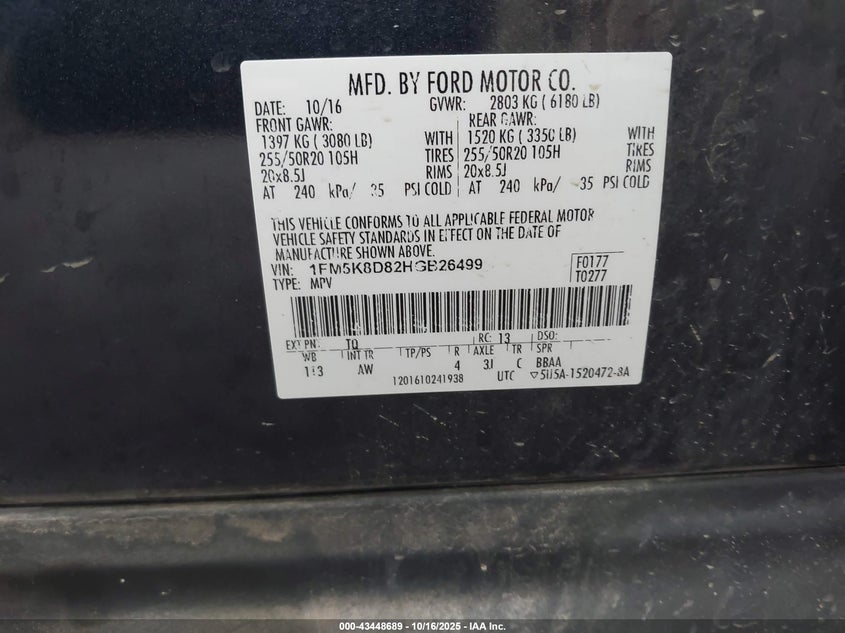 MFD. BY FORD MOTOR CO.
DATE: 10/16 GVWR: 2803 KG ( 6180 LB)
FRONT GAWR: REAR GAWR:
1397 KG ( 3080 LB) WITH 1520 KG ( 3350 LB) WITH
255/50R20 105H TIRES 255/50R20 105H TIRES
20x8.5J RIMS 20x8.5J RIMS
AT 240 kPa/ 35 PSI COLD AT 240 kPa/ 35 PSI COLD
THIS VEHICLE CONFORMS TO ALL APPLICABLE FEDERAL MOTOR
VEHICLE SAFETY STANDARDS IN EFFECT ON THE DATE OF
MANUFACTURE SHOWN ABOVE.
VIN: 1FM5K8D82HGB26499 F0177
TYPE: MPV T0277
EXT PNT: RC: 13 DSO:
WB INT TR TP/PS R AXLE TR SPR
113 AW 4 3J C BBAA
1201610241938 UTC ▽5U5A-1520472-BA
000-43448689 - 10/16/2025 - IAA Inc.